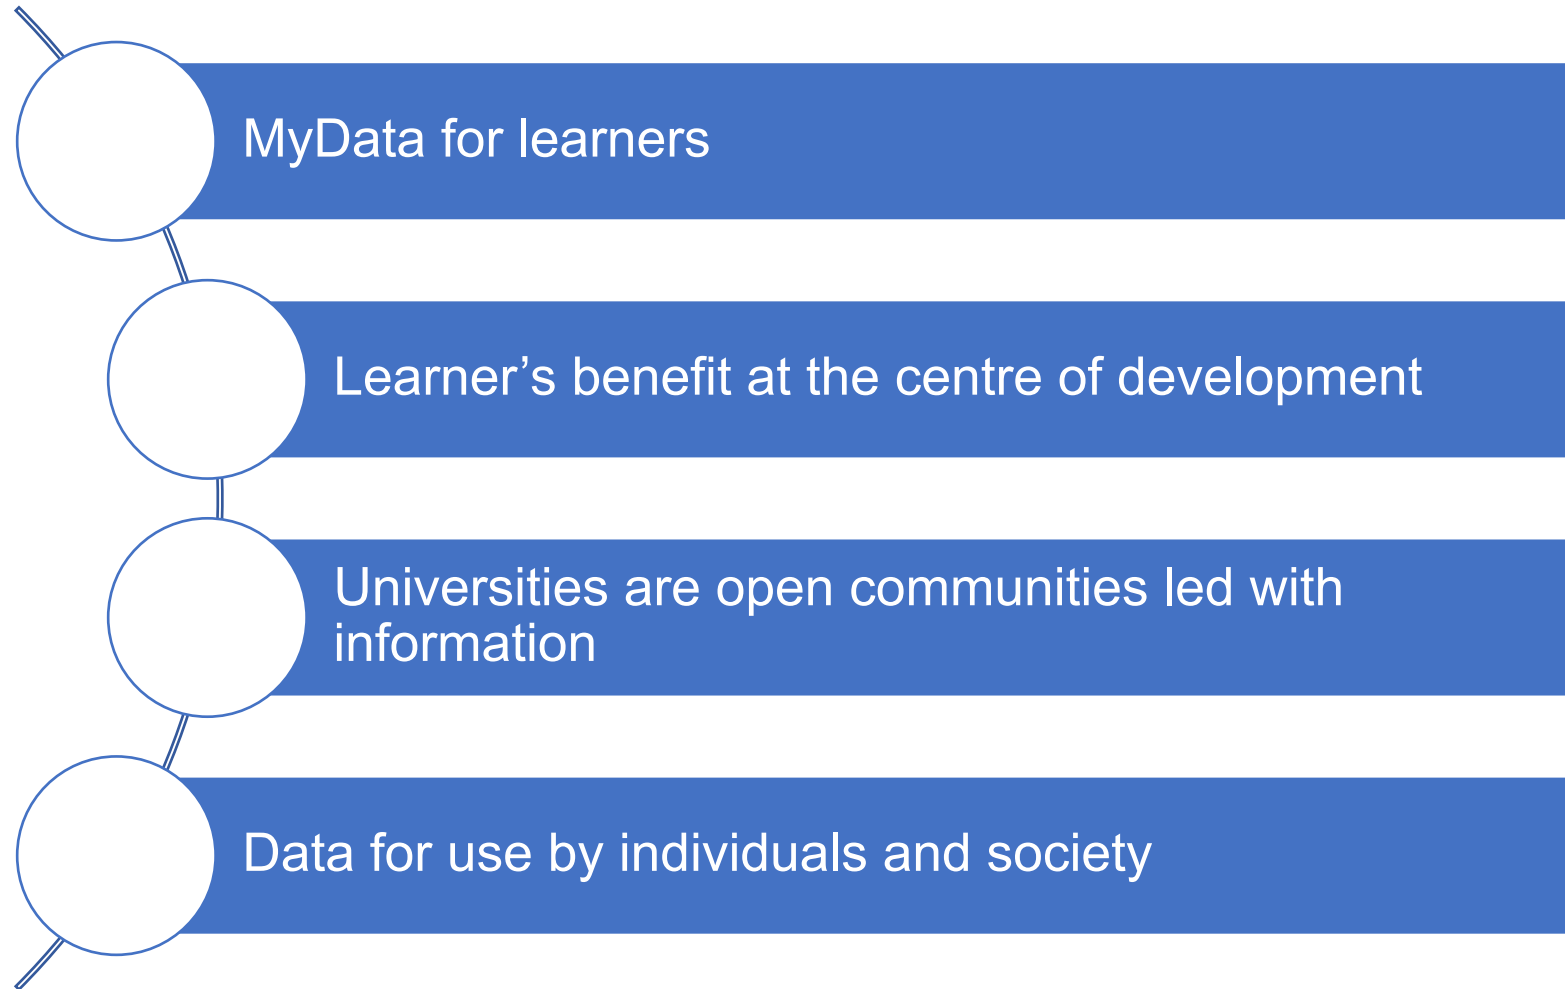 MyData for learners
Learner’s benefit at the centre of development
Universities are open communities led with
information
Data for use by individuals and society